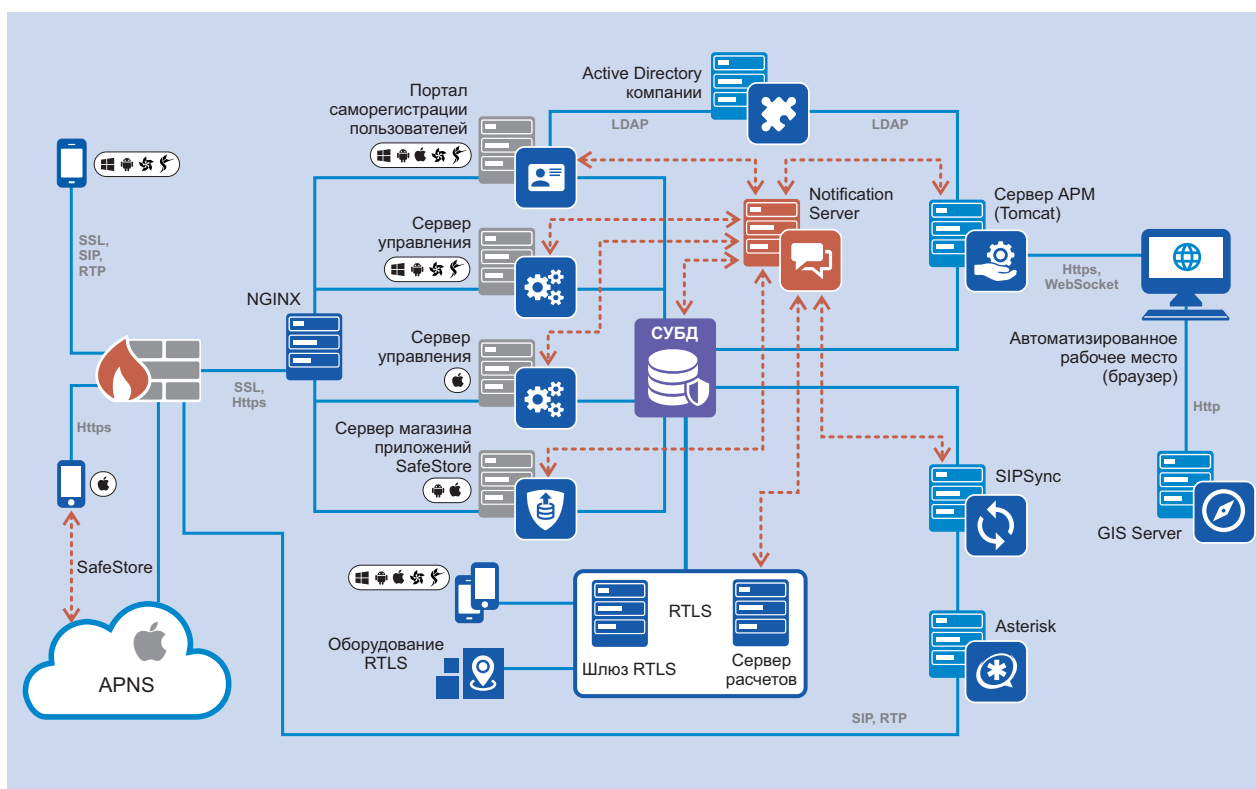 Active Directory
компании
LDAP
LDAP
Портал
саморегистрации
пользователей
Notification
Server
Сервер АРМ
(Tomcat)
SSL,
SIP,
RTP
Сервер
управления
Https,
WebSocket
NGINX
СУБД
Сервер
управления
Автоматизированное
рабочее место
(браузер)
SSL,
Https
Https
Http
Сервер магазина
приложений
SafeStore
SIPSync
GIS Server
SafeStore
RTLS
Asterisk
Оборудование
RTLS
Шлюз RTLS
Сервер
расчетов
APNS
SIP, RTP